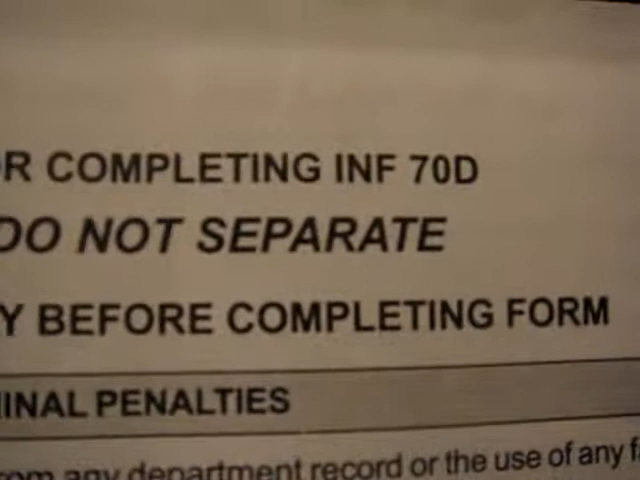 R COMPLETING INF 70D
DO NOT SEPARATE
Y BEFORE COMPLETING FORM
INAL PENALTIES
om any department record or the use of any f